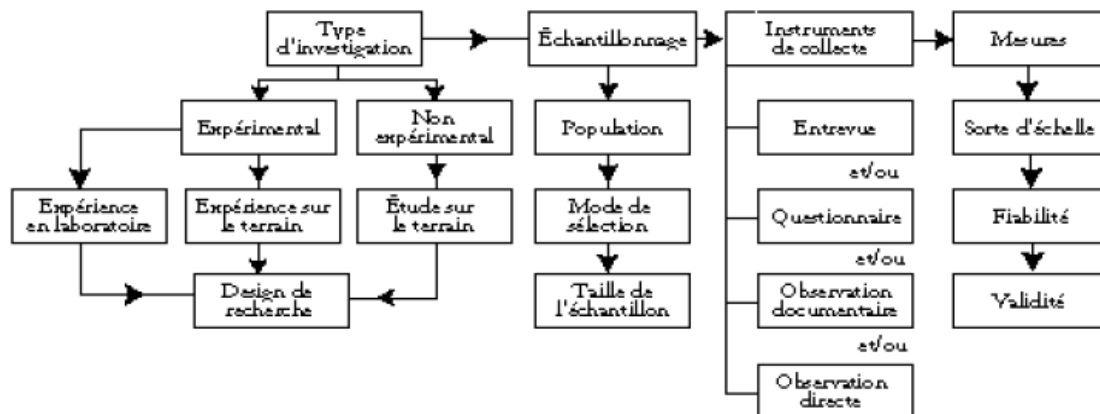 Type
d'investigation
Échantillonnage
Instruments
de collecte
Mesures
Expérimental
Non
expérimental
Population
Entrevue
Sorte d'échelle
et/ou
Expérience
en laboratoire
Expérience sur
le terrain
Étude sur
le terrain
Mode de
sélection
Questionnaire
Fiabilité
et/ou
Design de
recherche
Taille de
l'échantillon
Observation
documentaire
Validité
et/ou
Observation
directe